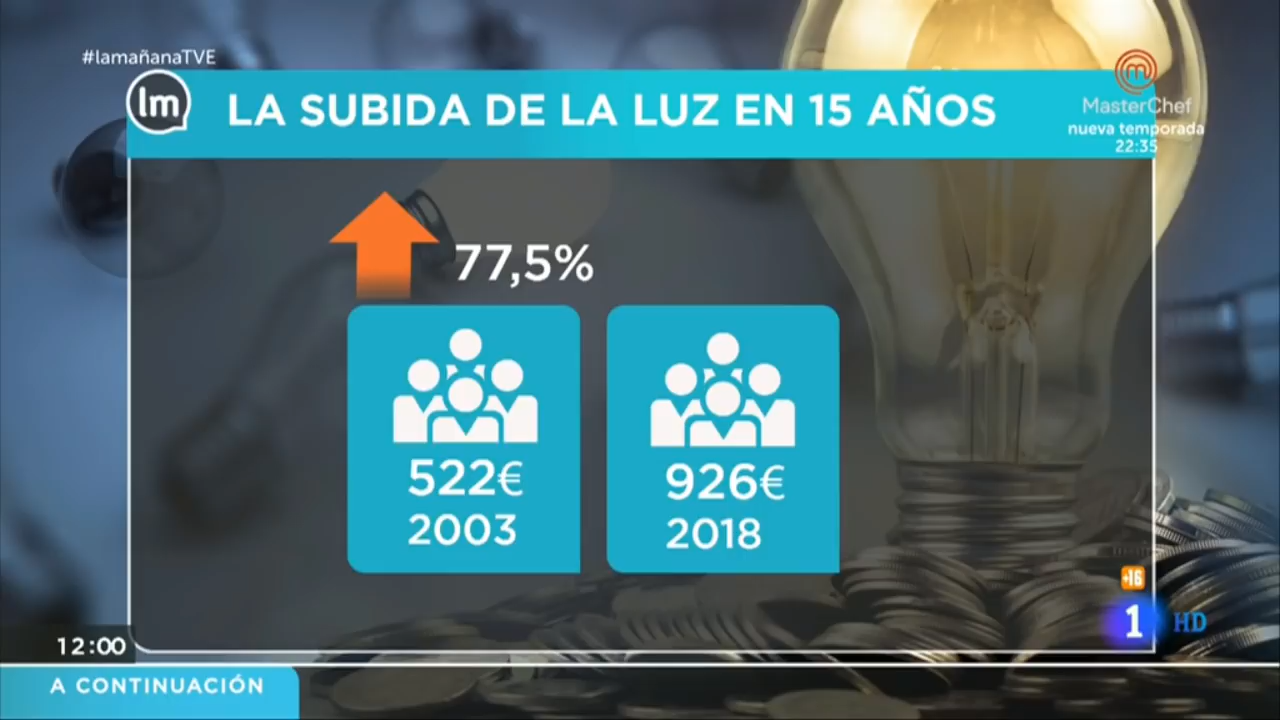 #lamañanaTVE
lm
LA SUBIDA DE LA LUZ EN 15 AÑOS
MasterChef
nueva temporada
22:35
77,5%
522€
2003
926€
2018
+16
1 HD
12:00
A CONTINUACIÓN